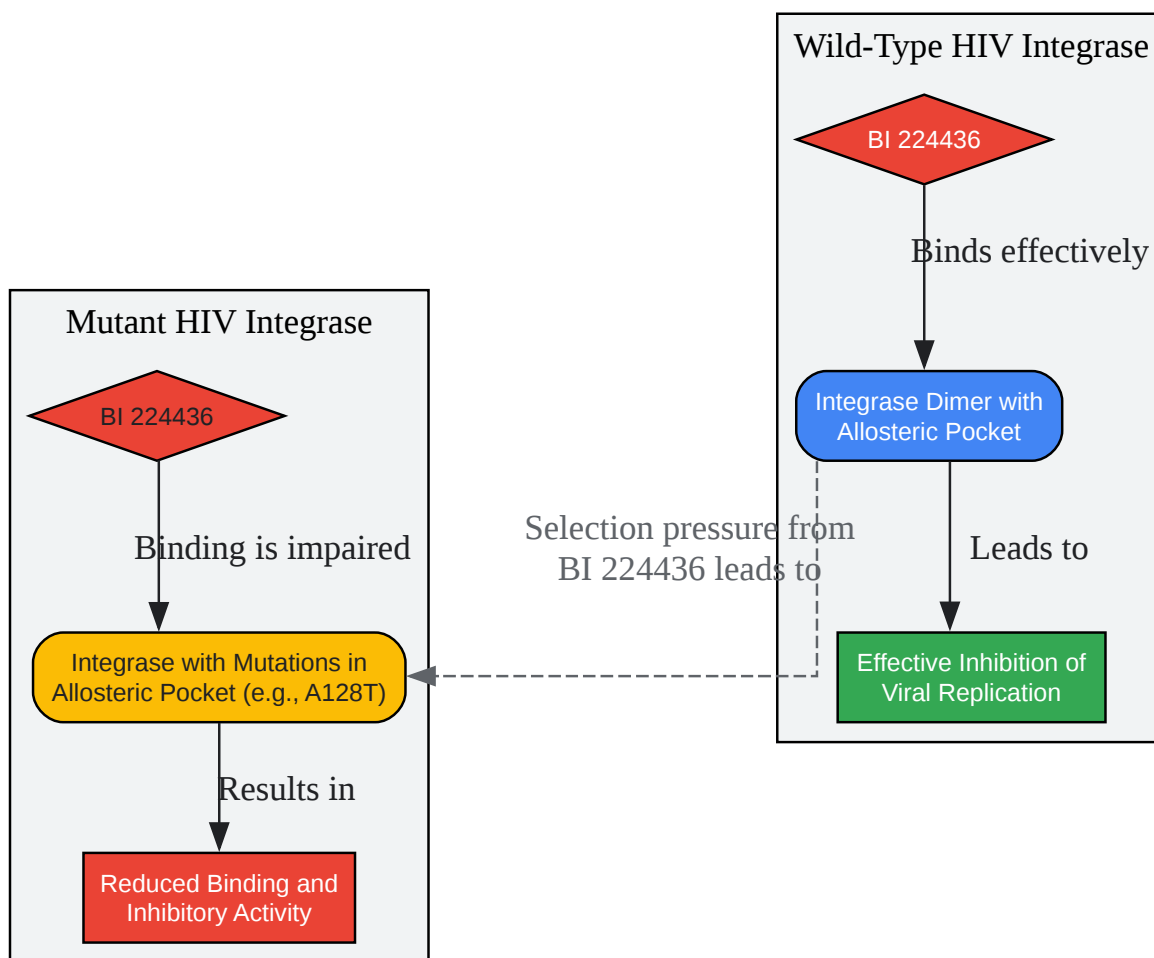 Wild-Type HIV Integrase
BI 224436
Binds effectively
Integrase Dimer with
Allosteric Pocket
Leads to
Effective Inhibition of
Viral Replication
Selection pressure from
BI 224436 leads to
Mutant HIV Integrase
BI 224436
Binding is impaired
Integrase with Mutations in
Allosteric Pocket (e.g., A128T)
Results in
Reduced Binding and
Inhibitory Activity